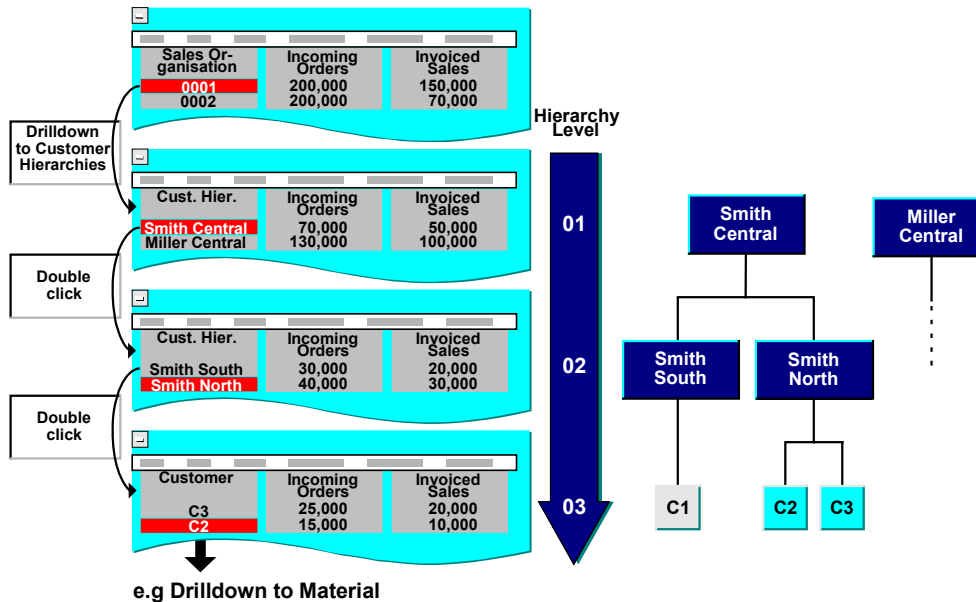 Sales Or-
ganisation
Incoming
Orders
Invoiced
Sales
0001 200,000 150,000
0002 200,000 70,000
Drilldown
to Customer
Hierarchies
Hierarchy
Level
Cust. Hier.
Incoming
Orders
Invoiced
Sales
Smith Central 70,000 50,000
Miller Central 130,000 100,000
01
Smith
Central
Miller
Central
Double
click
Cust. Hier.
Incoming
Orders
Invoiced
Sales
Smith South 30,000 20,000
Smith North 40,000 30,000
02
Smith
South
Smith
North
Double
click
Customer
Incoming
Orders
Invoiced
Sales
C3 25,000 20,000
C2 15,000 10,000
03
C1
C2
C3
e.g Drilldown to Material